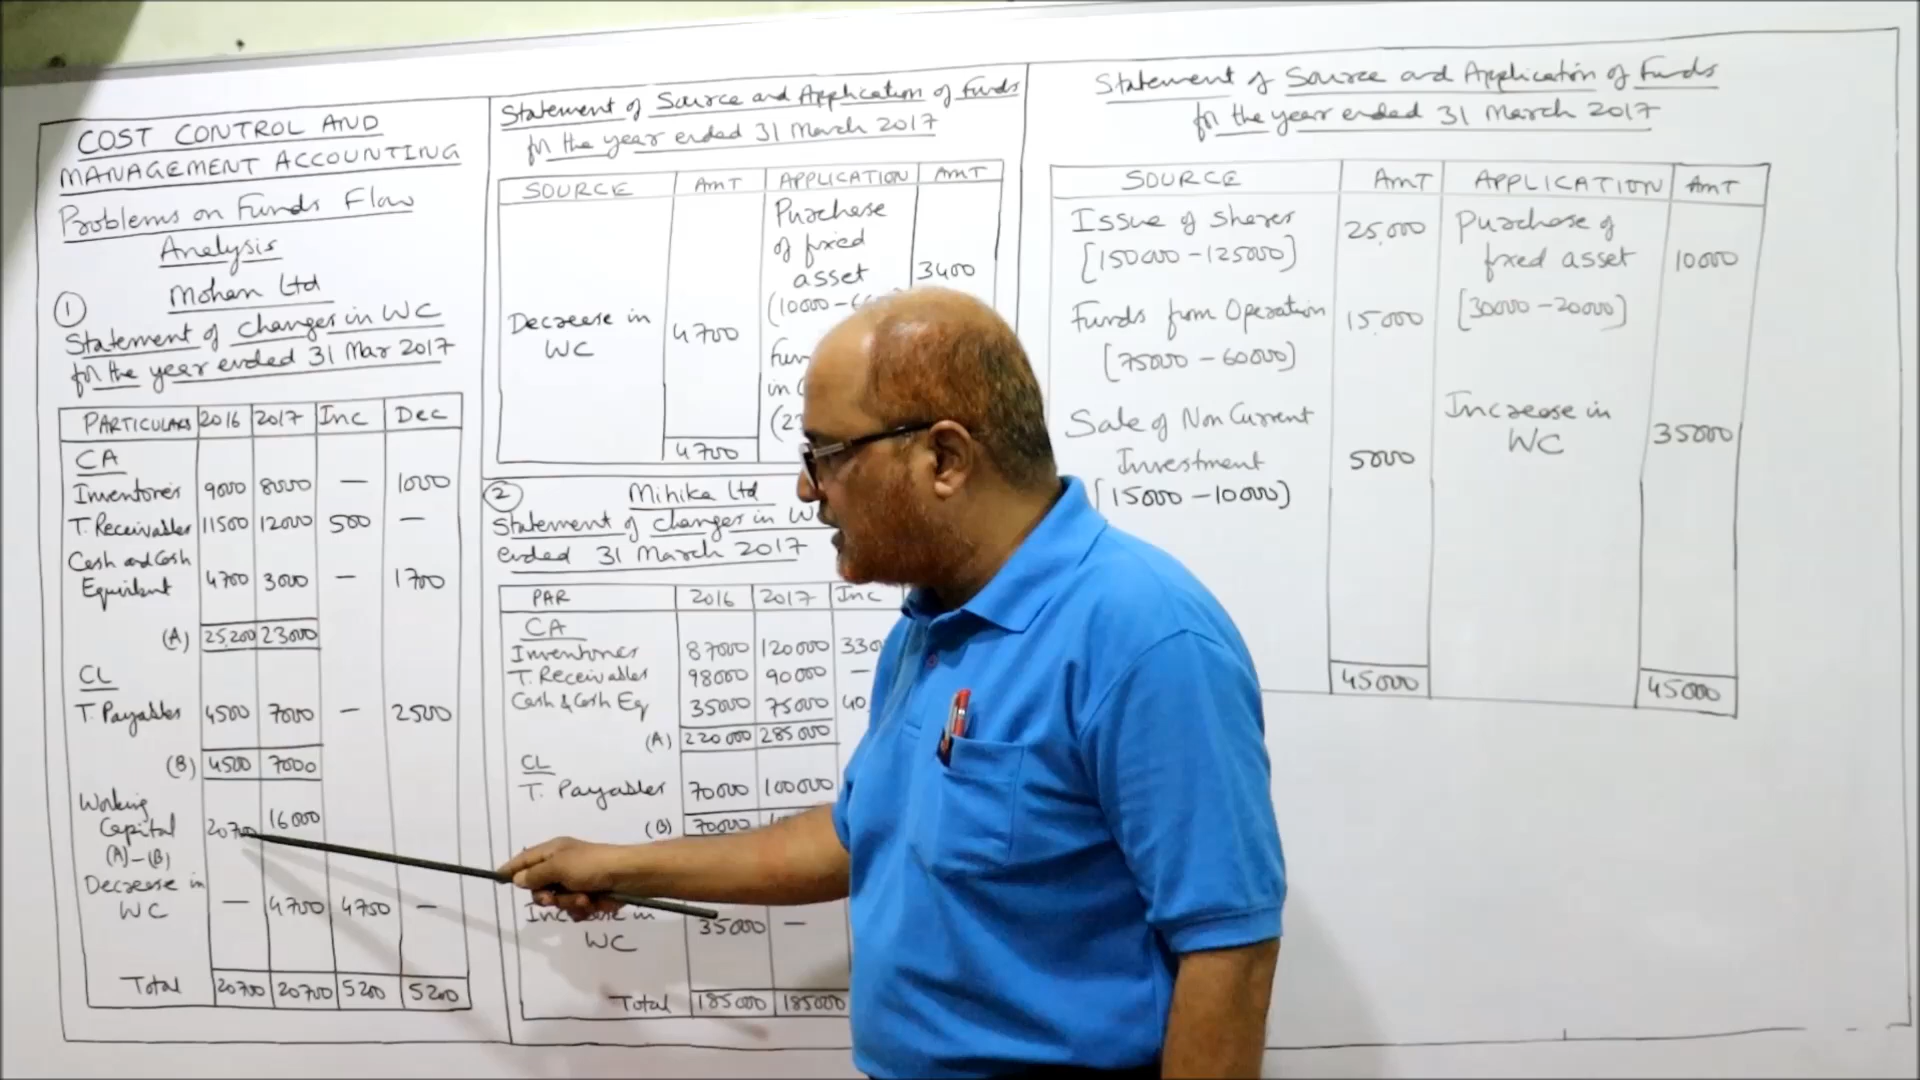 COST CONTROL AND
MANAGEMENT ACCOUNTING
Problems on Funds Flow
Analysis
① Mohan Ltd
Statement of changes in WC
for the year ended 31 Mar 2017
PARTICULARS 2016 2017 Inc Dec
CA
Inventories 9000 8000 — 1000
T. Receivables 11500 12000 500 —
Cash and Cash
Equivlent 4700 3000 — 1700
(A) 25,200 23000
CL
T. Payables 4500 7000 — 2500
(B) 4500 7000
Working
Capital 20700 16000
(A)-(B)
Decrease in
WC — 4700 4700 —
Total 20700 20700 5200 5200
Statement of Source and Application of Funds
for the year ended 31 March 2017
SOURCE AMT APPLICATION AMT
Purchase
of fixed
asset 3400
(10000-
Decrease in
WC 4700
in
4700
② Mihika Ltd
Statement of changes in
ended 31 March 2017
PAR 2016 2017 Inc
CA
Inventories 87000 120000
T. Receivables 98000 90000 —
Cash & Cash Eq 35000 75000
(A) 220000 285000
CL
T. Payables 70000 100000
(B) 70000
Increase in
WC 35000 —
Total 185000 185000
Statement of Source and Application of Funds
for the year ended 31 March 2017
SOURCE AMT APPLICATION AMT
Issue of Shares 25,000 Purchase of
[150000-125000] fixed asset 10000
Funds from Operation 15,000 [30000-20000]
[75000-60000]
Sale of Non Current Increase in
Investment 5000 WC 35000
[15000-10000]
45000 45000